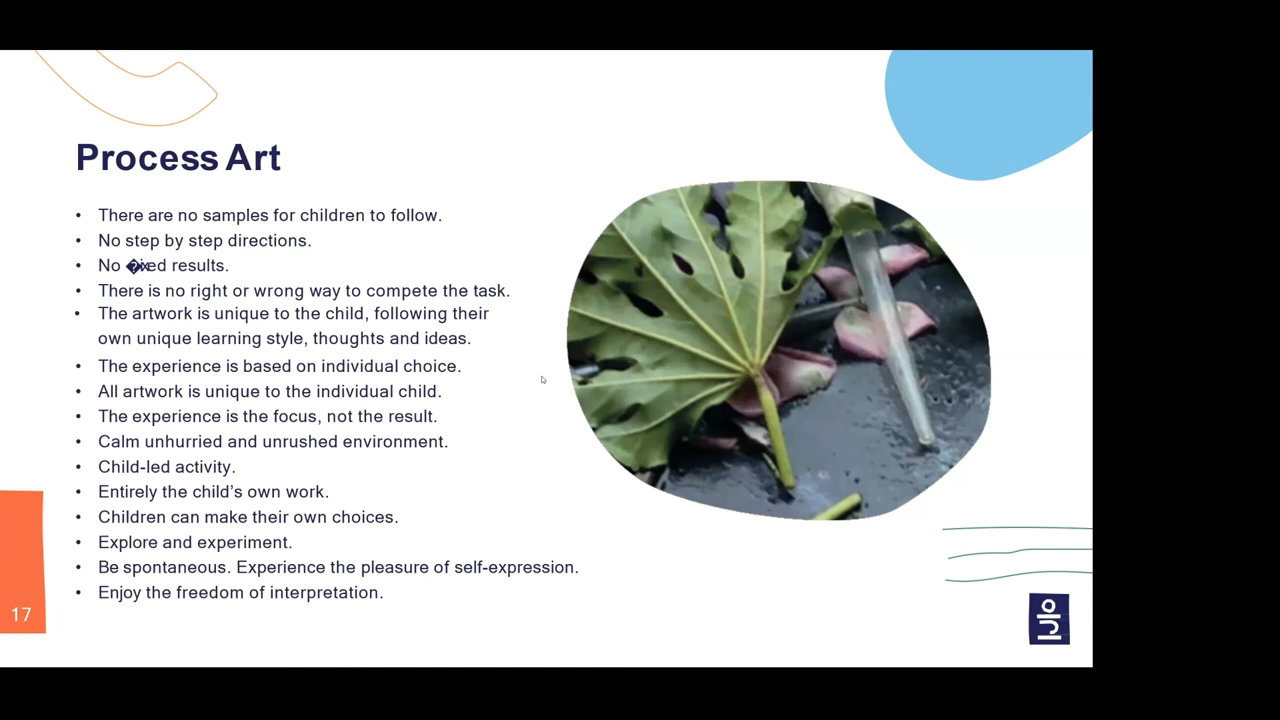 Process Art
• There are no samples for children to follow.
• No step by step directions.
• No �ixed results.
• There is no right or wrong way to compete the task.
• The artwork is unique to the child, following their
own unique learning style, thoughts and ideas.
• The experience is based on individual choice.
• All artwork is unique to the individual child.
• The experience is the focus, not the result.
• Calm unhurried and unrushed environment.
• Child-led activity.
• Entirely the child’s own work.
• Children can make their own choices.
• Explore and experiment.
• Be spontaneous. Experience the pleasure of self-expression.
• Enjoy the freedom of interpretation.
17